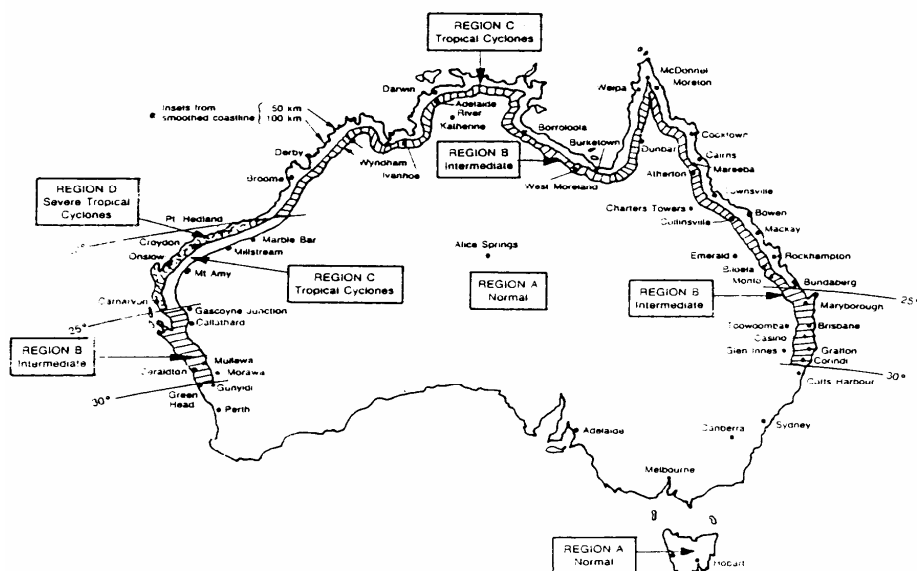 REGION C
Tropical Cyclones
McDonnel
Moreton
Weipa
Darwin
Insets from
smoothed coastline
50 km
100 km
Adelaide
River
Katherine
Borroloola
Cooktown
Burketown
Dunbar
Cairns
Mareeba
Derby
Wyndham
Ivanhoe
REGION B
Intermediate
West Moreland
Atherton
Broome
Townsville
REGION D
Severe Tropical
Cyclones
Charters Towers
Collinsville
Bowen
Mackay
Pt. Hedland
Croydon
Onslow
Marble Bar
Millstream
Alice Springs
Emerald
Rockhampton
Biloela
Monto
Mt Amy
REGION C
Tropical Cyclones
REGION A
Normal
REGION B
Intermediate
Bundaberg
25°
Carnarvon
Gascoyne Junction
Maryborough
25°
Callathard
Toowoomba
Brisbane
Casino
REGION B
Intermediate
Mullewa
Glen Innes
Grafton
Corindi
Geraldton
Morawa
30°
30°
Gunyidi
Coffs Harbour
Green
Head
Perth
Adelaide
Canberra
Sydney
Melbourne
REGION A
Normal
Hobart